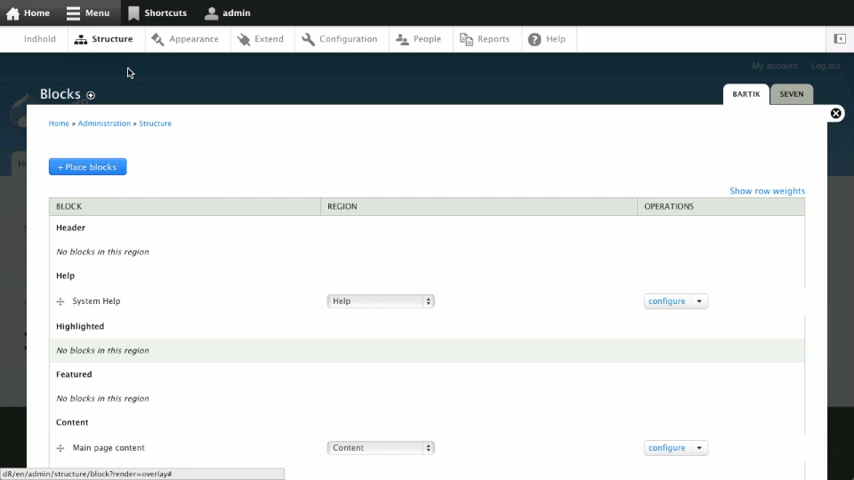 Home Menu Shortcuts admin
Indhold Structure Appearance Extend Configuration People Reports Help
My account Log out
Blocks BARTIK SEVEN
Home » Administration » Structure
+ Place blocks
Show row weights
BLOCK REGION OPERATIONS
Header
No blocks in this region
Help
System Help Help configure
Highlighted
No blocks in this region
Featured
No blocks in this region
Content
Main page content Content configure
d8/en/admin/structure/block?render=overlay#